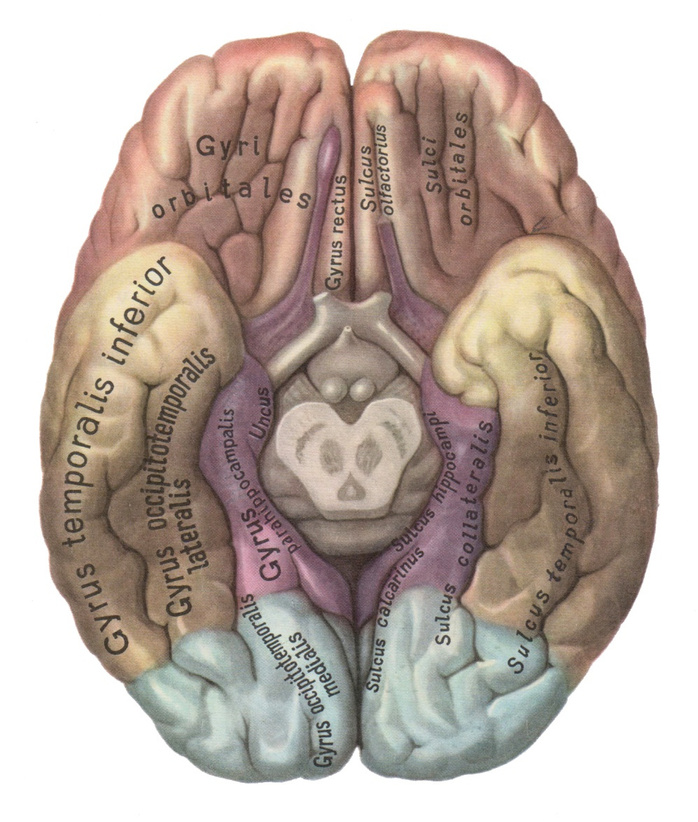 Gyri
orbitales
Gyrus rectus
Sulcus
olfactorius
Sulci
orbitales
Gyrus temporalis inferior
Gyrus occipitotemporalis
lateralis
Uncus
Gyrus
parahippocampalis
Gyrus occipitotemporalis
medialis
Sulcus hippocampi
Sulcus calcarinus
Sulcus collateralis
Sulcus temporalis inferior